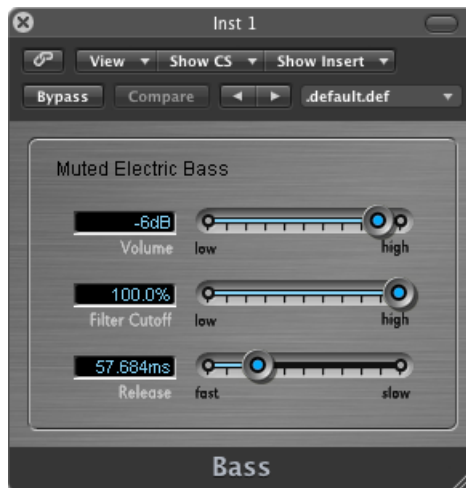 Inst 1
View Show CS Show Insert
Bypass Compare .default.def
Muted Electric Bass
-6dB
Volume low high
100.0%
Filter Cutoff low high
57.684ms
Release fast slow
Bass